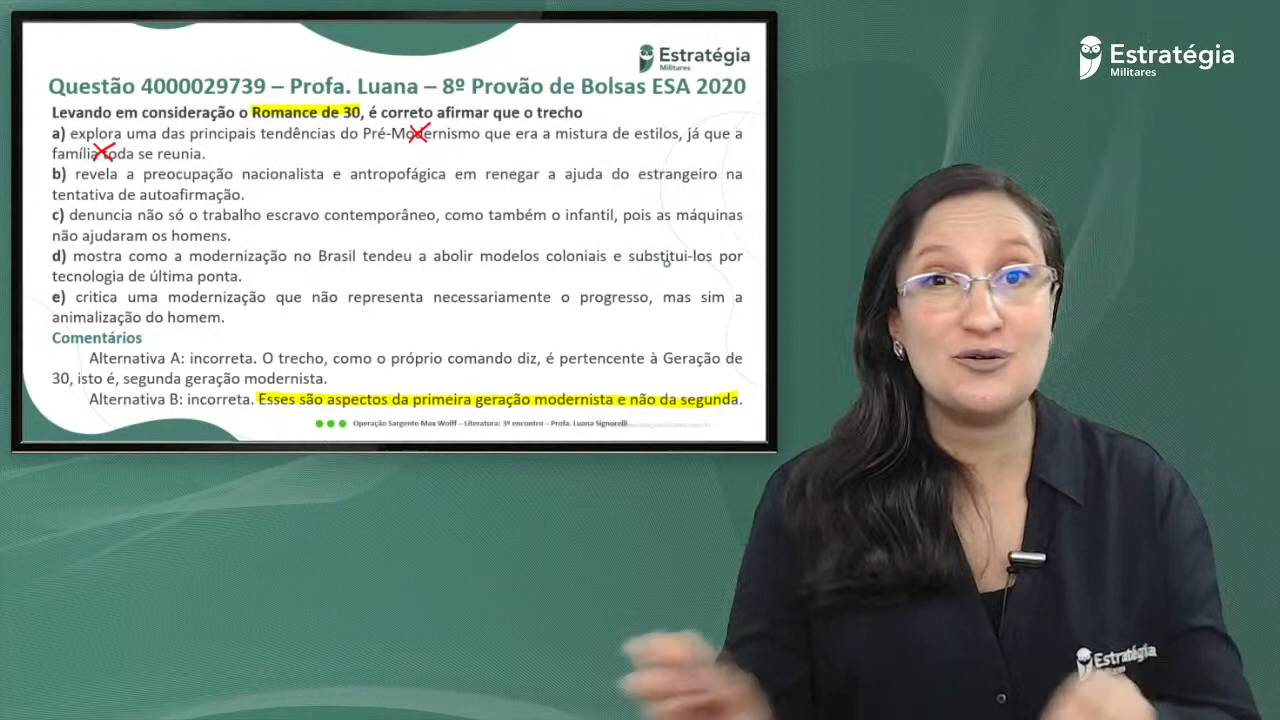 Estratégia
Militares
Questão 4000029739 – Profa. Luana – 8º Provão de Bolsas ESA 2020
Levando em consideração o Romance de 30, é correto afirmar que o trecho
a) explora uma das principais tendências do Pré-Modernismo que era a mistura de estilos, já que a
família toda se reunia.
b) revela a preocupação nacionalista e antropofágica em renegar a ajuda do estrangeiro na
tentativa de autoafirmação.
c) denuncia não só o trabalho escravo contemporâneo, como também o infantil, pois as máquinas
não ajudaram os homens.
d) mostra como a modernização no Brasil tendeu a abolir modelos coloniais e substitui-los por
tecnologia de última ponta.
e) critica uma modernização que não representa necessariamente o progresso, mas sim a
animalização do homem.
Comentários
Alternativa A: incorreta. O trecho, como o próprio comando diz, é pertencente à Geração de
30, isto é, segunda geração modernista.
Alternativa B: incorreta. Esses são aspectos da primeira geração modernista e não da segunda.
Operação Sargente Max Wolff – Literatura: 3º encontro – Profa. Luana Signorelli
Estratégia
Militares
Estratégia
Militares